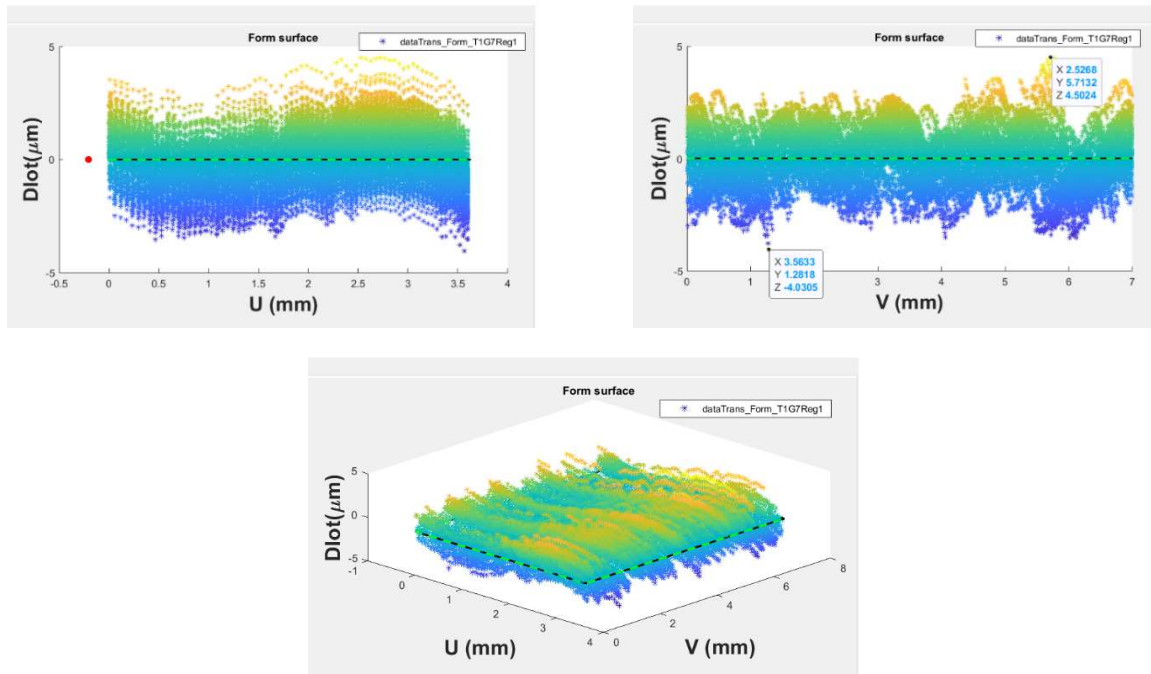 Form surface
dataTrans_Form_T1G7Reg1
5
0
-5
Dlot(μm)
-0.5
0
0.5
1
1.5
2
2.5
3
3.5
4
U (mm)
Form surface
dataTrans_Form_T1G7Reg1
X 2.5268
Y 5.7132
Z 4.5024
X 3.5633
Y 1.2818
Z -4.0305
5
0
-5
Dlot(μm)
0
1
2
3
4
5
6
7
V (mm)
Form surface
dataTrans_Form_T1G7Reg1
5
0
-5
Dlot(μm)
-1
0
1
2
3
4
U (mm)
0
2
4
6
8
V (mm)